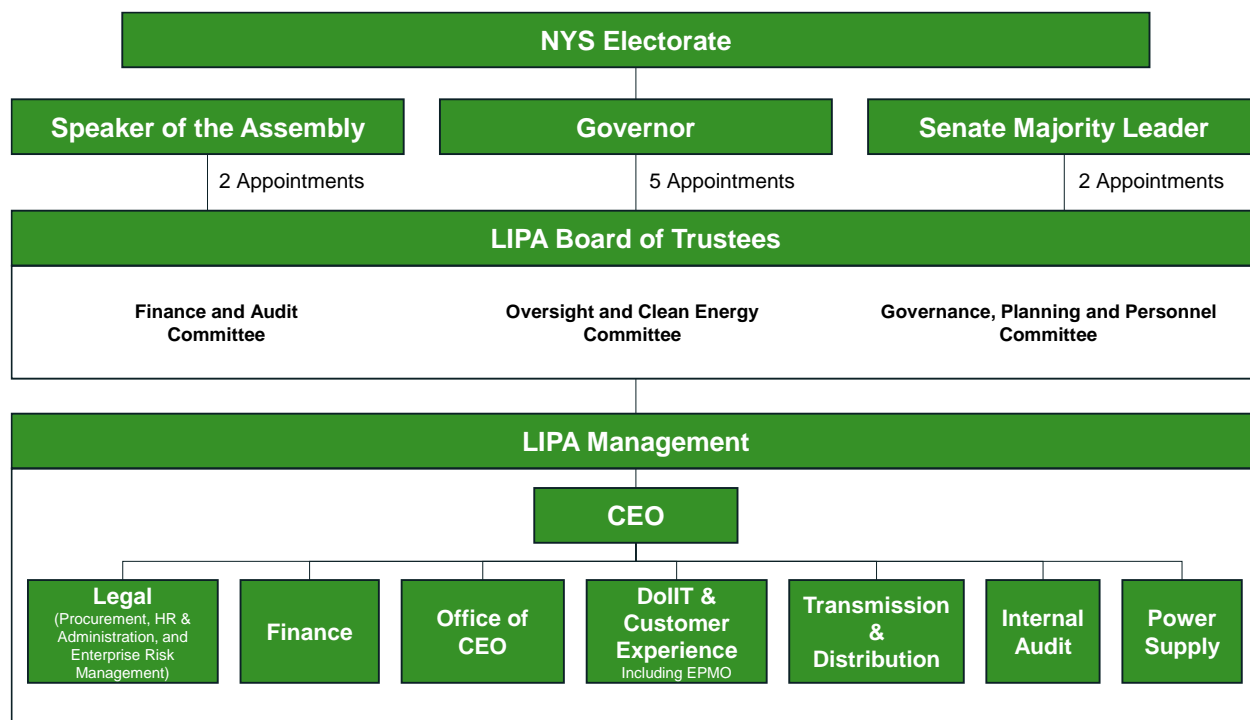 NYS Electorate
Speaker of the Assembly
Governor
Senate Majority Leader
2 Appointments
5 Appointments
2 Appointments
LIPA Board of Trustees
Finance and Audit
Committee
Oversight and Clean Energy
Committee
Governance, Planning and Personnel
Committee
LIPA Management
CEO
Legal
(Procurement, HR &
Administration, and
Enterprise Risk
Management)
Finance
Office of
CEO
DoIIT &
Customer
Experience
Including EPMO
Transmission
&
Distribution
Internal
Audit
Power
Supply